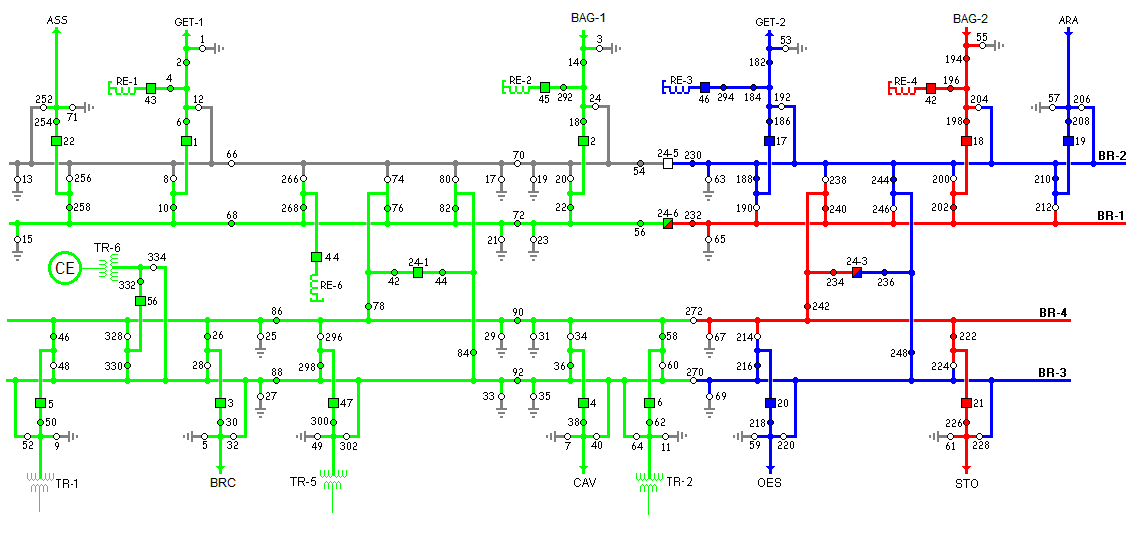 ASS GET-1 BAG-1 GET-2 BAG-2 ARA
1 3 53 55
2 14 182 194
RE-1 4 RE-2 RE-3 RE-4 196
43 45 292 46 294 184 42
252 71 12 24 192 204 57 206
254 6 18 186 198 208
22 1 2 17 18 19
66 70 24-5 230 BR-2
13 256 8 266 74 80 17 19 20 54 63 188 238 244 200 210
258 10 268 76 82 22 190 240 246 202 212
68 72 24-6 232 BR-1
15 21 23 56 65
TR-6 334 44
CE 332 24-1 24-3
56 RE-6 42 44 234 236
78 242
86 90 272 BR-4
46 328 26 25 296 29 31 34 58 67 214 222
48 330 28 298 84 36 60 216 224 248
88 92 270 BR-3
27 33 35 69
5 3 47 4 6 20 21
50 30 300 38 62 218 226
52 9 5 32 49 302 7 40 64 11 59 220 61 228
TR-1 BRC TR-5 CAV TR-2 OES STO